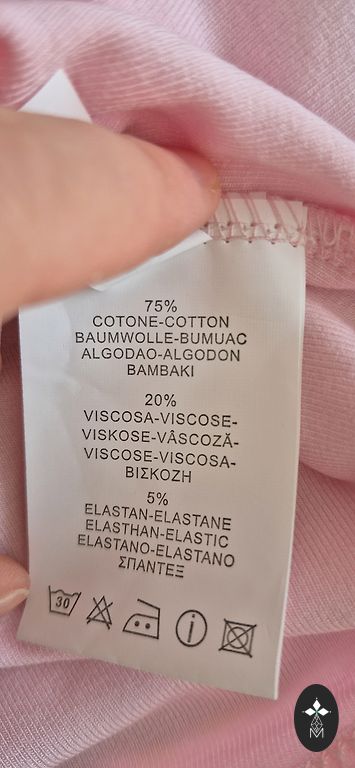 75%
COTONE-COTTON
BAUMWOLLE-BUMUAC
ALGODAO-ALGODON
BAMBAKI
20%
VISCOSA-VISCOSE-
VISKOSE-VÂSCOZĂ-
VISCOSE-VISCOSA-
ΒΙΣΚΟΖΗ
5%
ELASTAN-ELASTANE
ELASTHAN-ELASTIC
ELASTANO-ELASTANO
ΣΠΑΝΤΕΞ
30
M